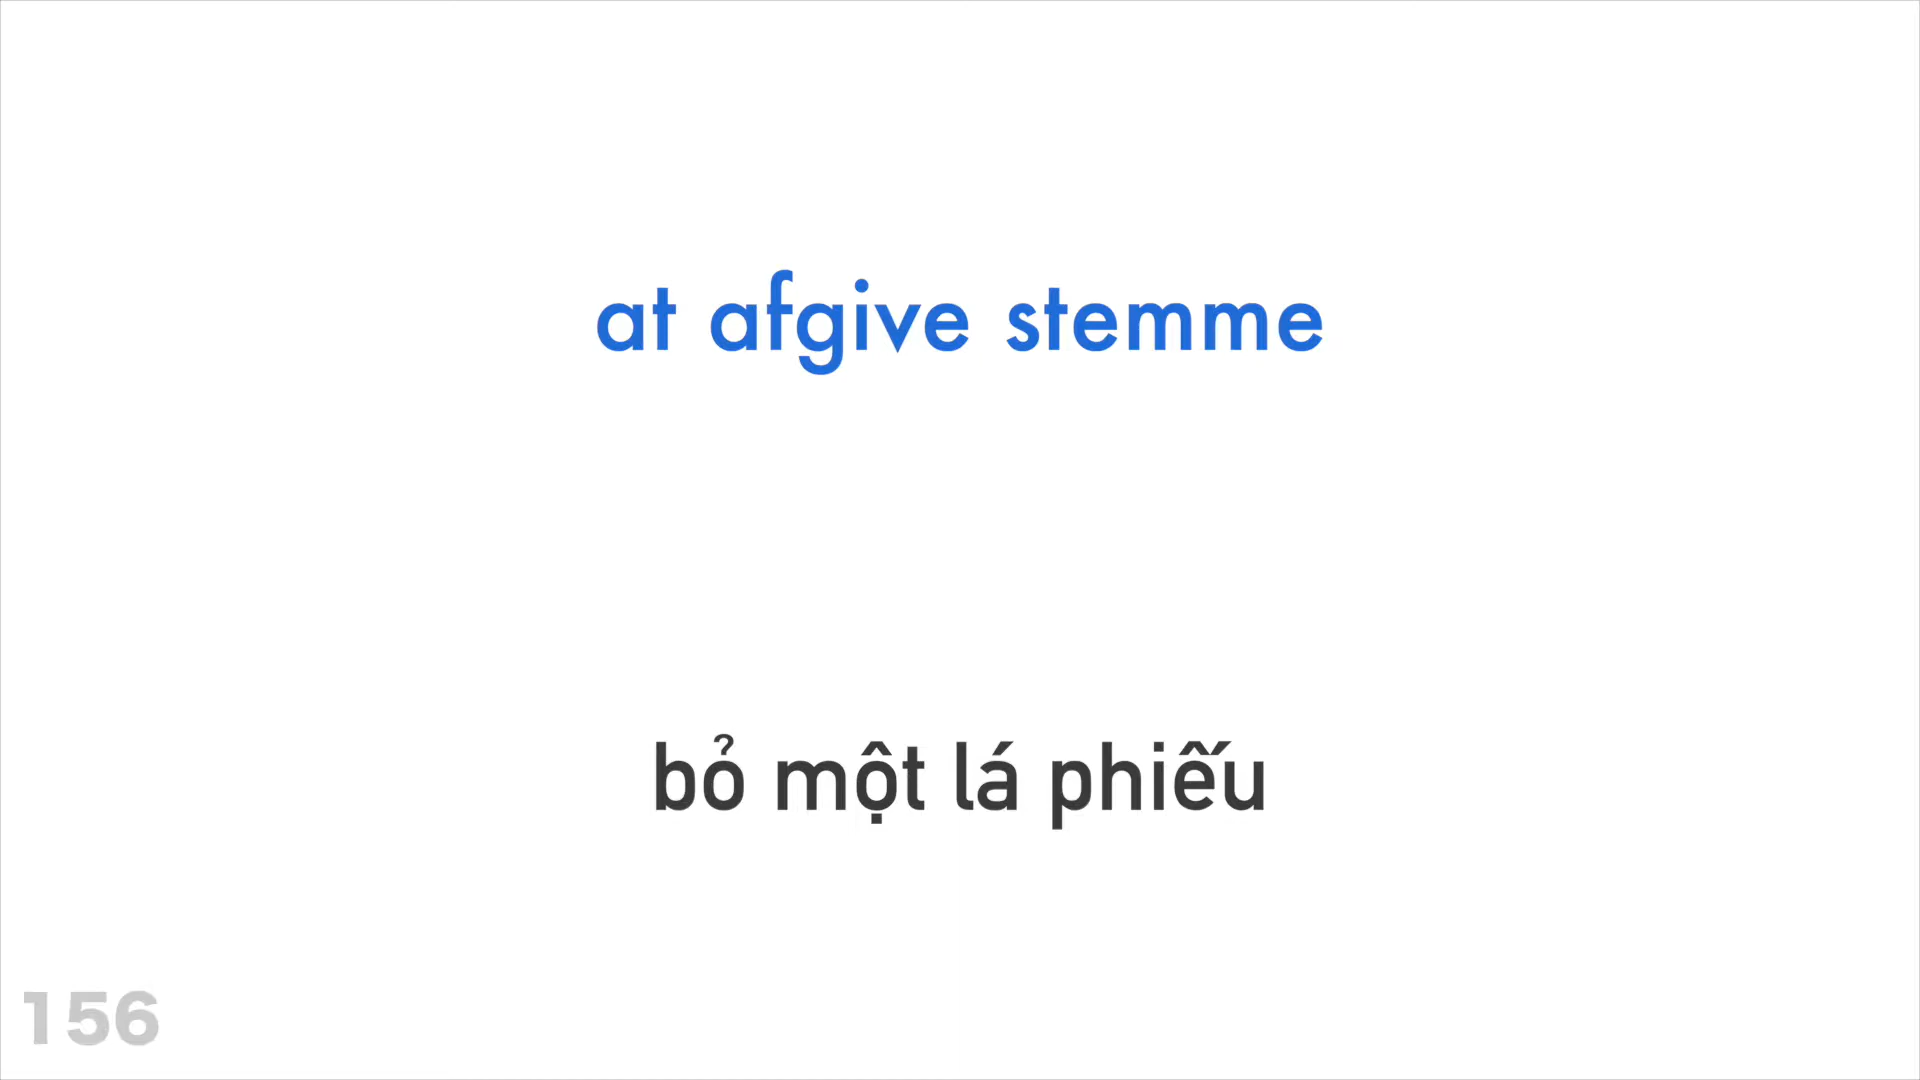 at afgive stemme
bỏ một lá phiếu
156